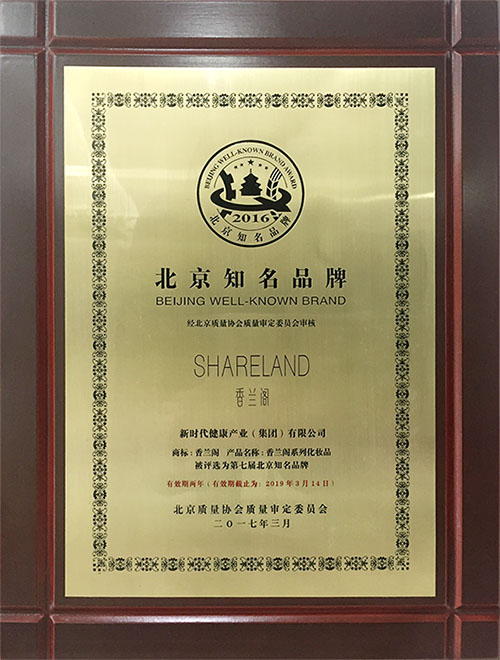 BEIJING WELL-KNOWN BRAND AWARD
2016
北京知名品牌
北京知名品牌
BEIJING WELL-KNOWN BRAND
经北京质量协会质量审定委员会审核
SHARELAND
香兰阁
新时代健康产业(集团)有限公司
商标:香兰阁 产品名称:香兰阁系列化妆品
被评选为第七届北京知名品牌
有效期两年(有效期截止为:2019年3月14日)
北京质量协会质量审定委员会
二〇一七年三月